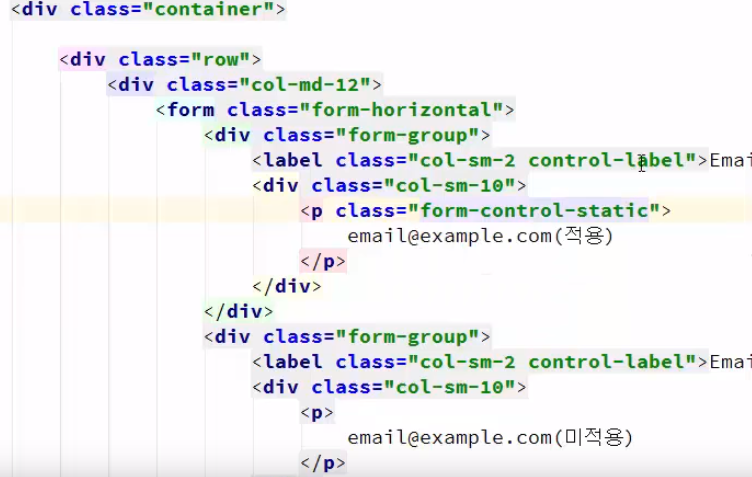 <div class="container">
<div class="row">
<div class="col-md-12">
<form class="form-horizontal">
<div class="form-group">
<label class="col-sm-2 control-label">Emai
<div class="col-sm-10">
<p class="form-control-static">
email@example.com(적용)
</p>
</div>
</div>
<div class="form-group">
<label class="col-sm-2 control-label">Emai
<div class="col-sm-10">
<p>
email@example.com(미적용)
</p>